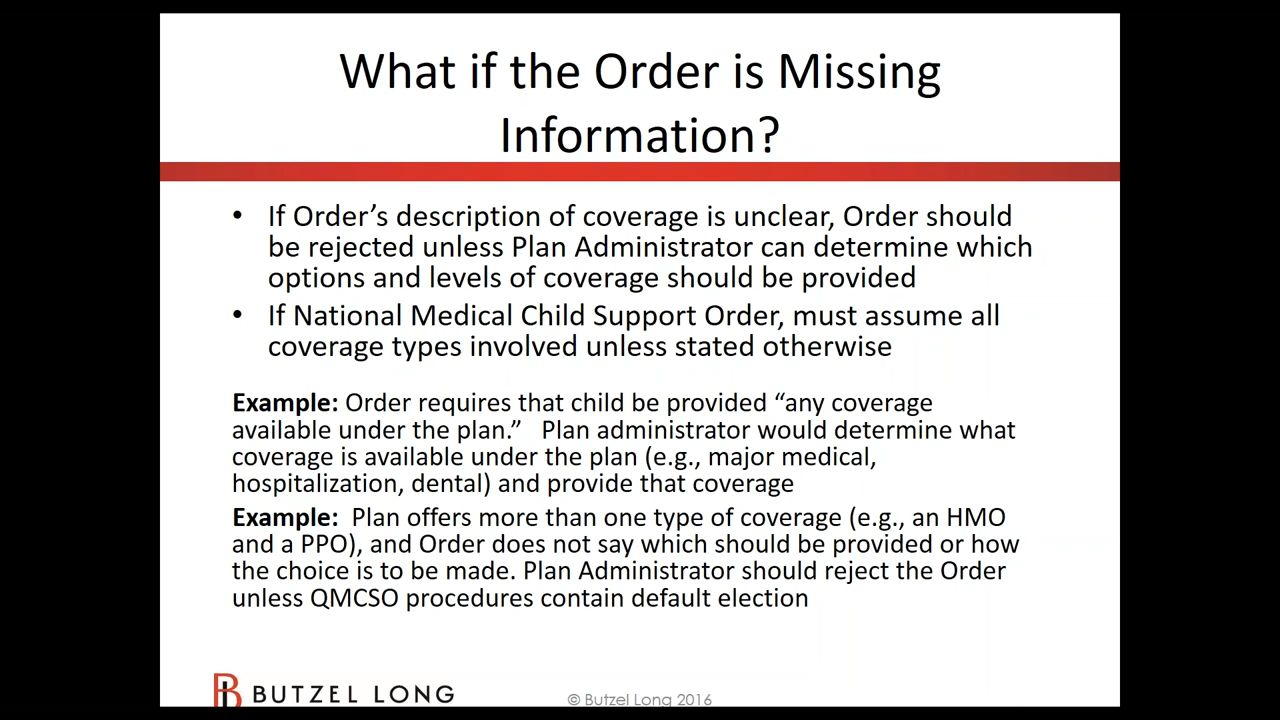 What if the Order is Missing
Information?
• If Order’s description of coverage is unclear, Order should
be rejected unless Plan Administrator can determine which
options and levels of coverage should be provided
• If National Medical Child Support Order, must assume all
coverage types involved unless stated otherwise
Example: Order requires that child be provided “any coverage
available under the plan.” Plan administrator would determine what
coverage is available under the plan (e.g., major medical,
hospitalization, dental) and provide that coverage
Example: Plan offers more than one type of coverage (e.g., an HMO
and a PPO), and Order does not say which should be provided or how
the choice is to be made. Plan Administrator should reject the Order
unless QMCSO procedures contain default election
BUTZEL LONG
© Butzel Long 2016